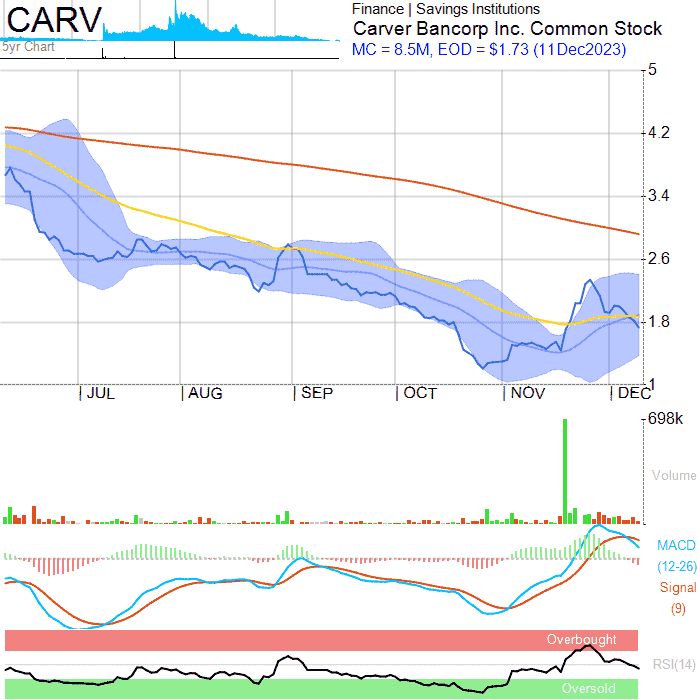 CARV
5yr Chart
Finance | Savings Institutions
Carver Bancorp Inc. Common Stock
MC = 8.5M, EOD = $1.73 (11Dec2023)
5
4.2
3.4
2.6
1.8
1
JUL AUG SEP OCT NOV DEC
698k
Volume
MACD
(12-26)
Signal
(9)
Overbought
RSI(14)
Oversold